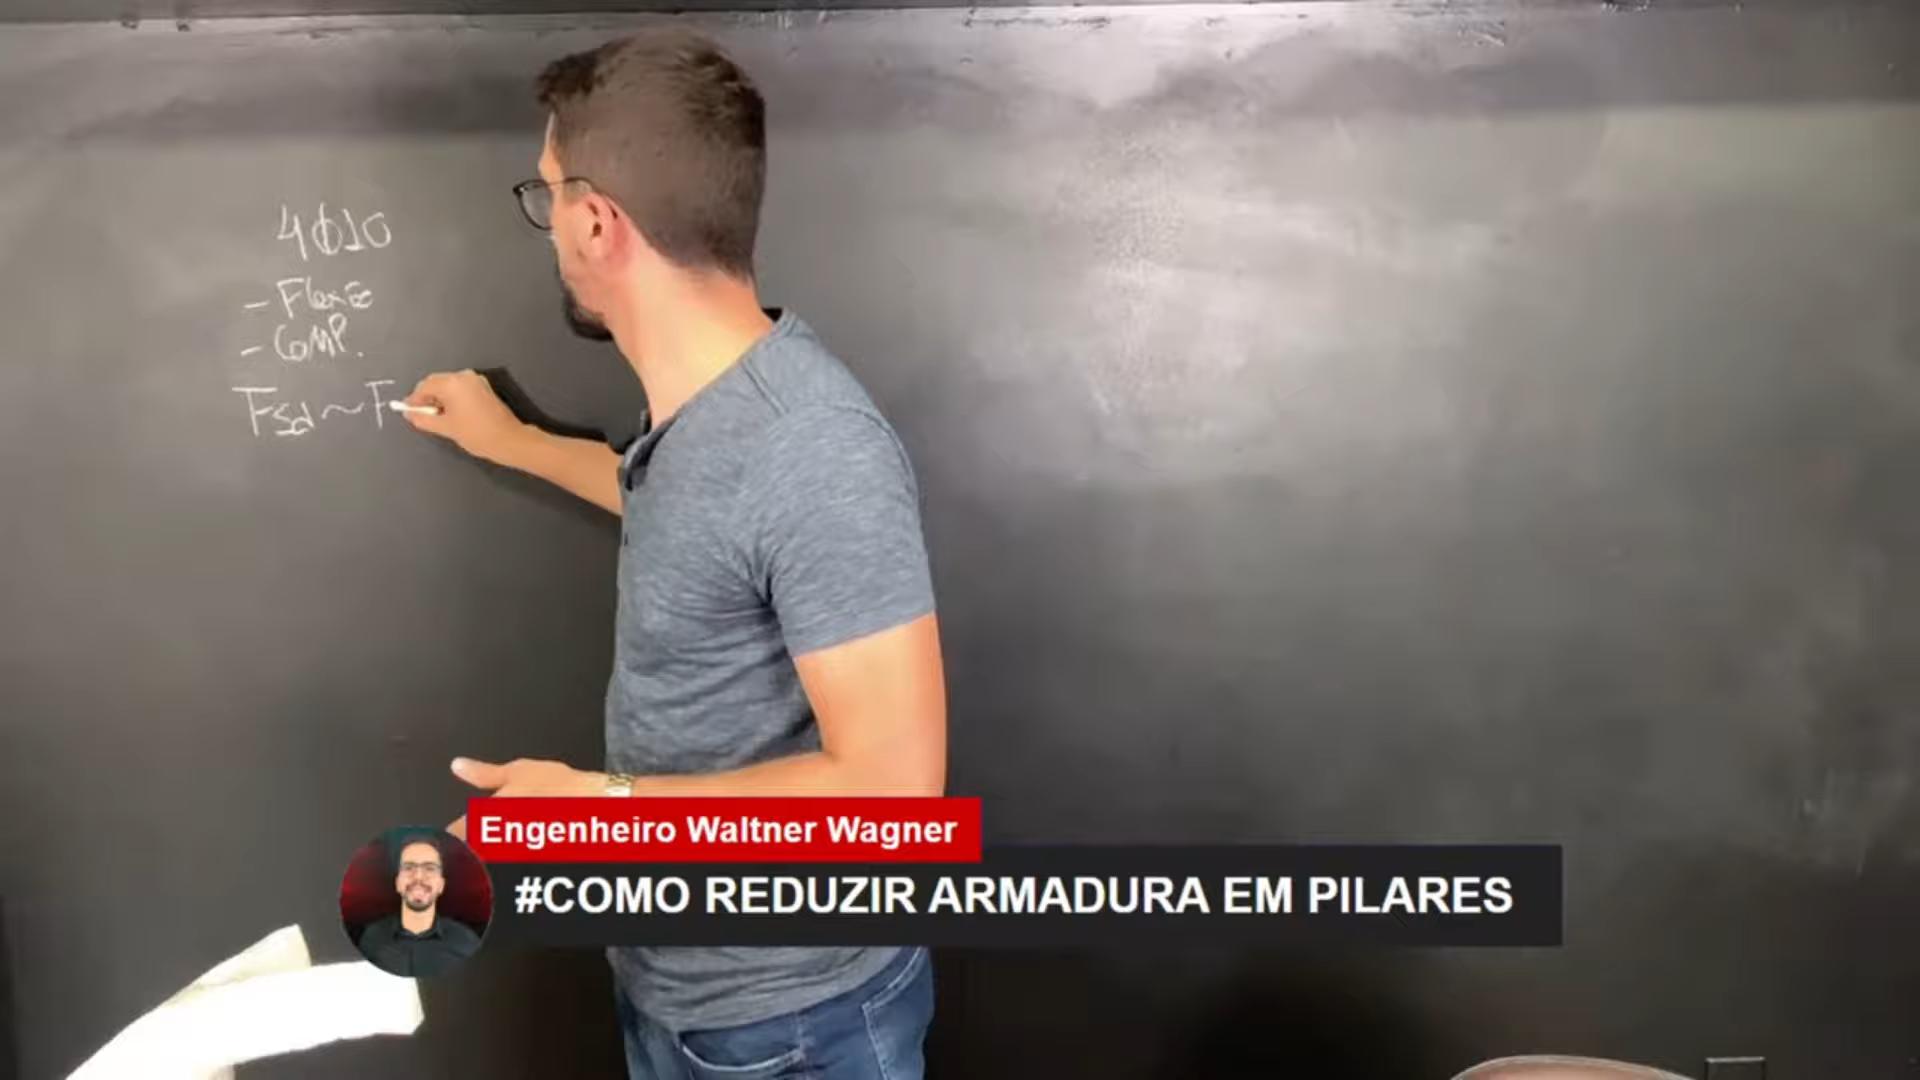 4Φ10
- Flexão
- COMP.
Fsd ~ F
Engenheiro Waltner Wagner
#COMO REDUZIR ARMADURA EM PILARES